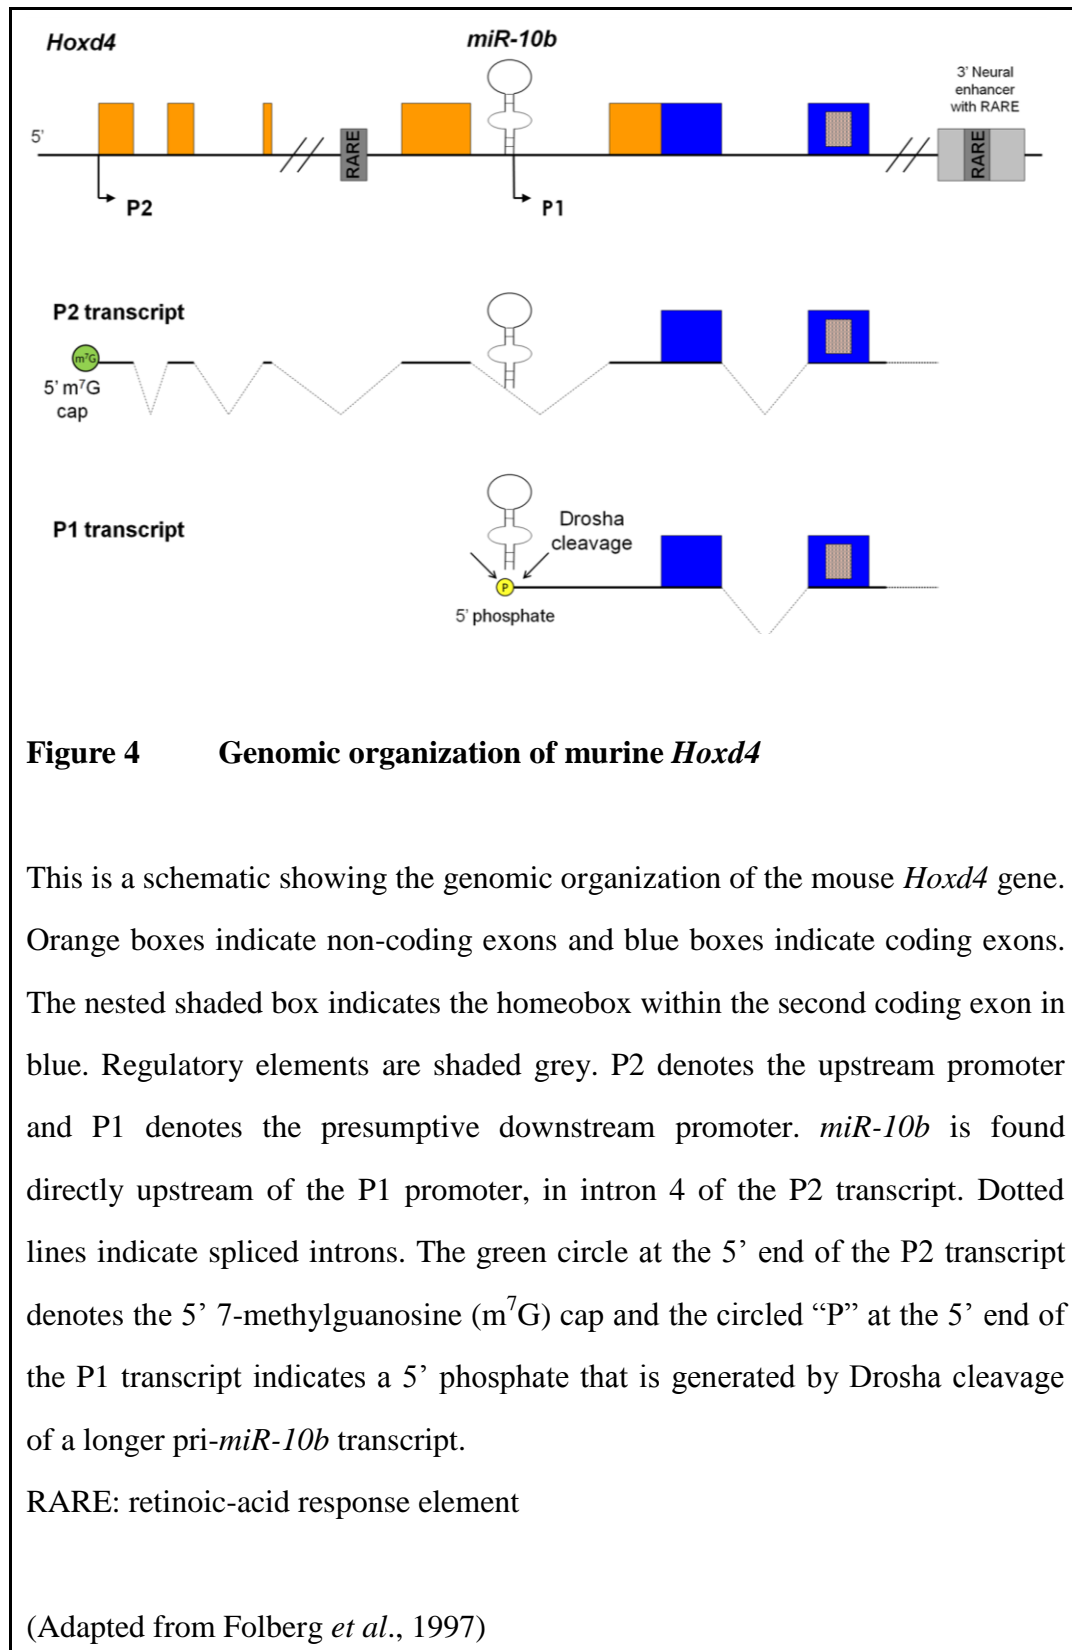 Hoxd4
miR-10b
3' Neural
enhancer
with RARE
5'
RARE
RARE
P2
P1
P2 transcript
m⁷G
5' m⁷G
cap
P1 transcript
Drosha
cleavage
P
5' phosphate
Figure 4 Genomic organization of murine Hoxd4
This is a schematic showing the genomic organization of the mouse Hoxd4 gene.
Orange boxes indicate non-coding exons and blue boxes indicate coding exons.
The nested shaded box indicates the homeobox within the second coding exon in
blue. Regulatory elements are shaded grey. P2 denotes the upstream promoter
and P1 denotes the presumptive downstream promoter. miR-10b is found
directly upstream of the P1 promoter, in intron 4 of the P2 transcript. Dotted
lines indicate spliced introns. The green circle at the 5’ end of the P2 transcript
denotes the 5’ 7-methylguanosine (m⁷G) cap and the circled “P” at the 5’ end of
the P1 transcript indicates a 5’ phosphate that is generated by Drosha cleavage
of a longer pri-miR-10b transcript.
RARE: retinoic-acid response element
(Adapted from Folberg et al., 1997)